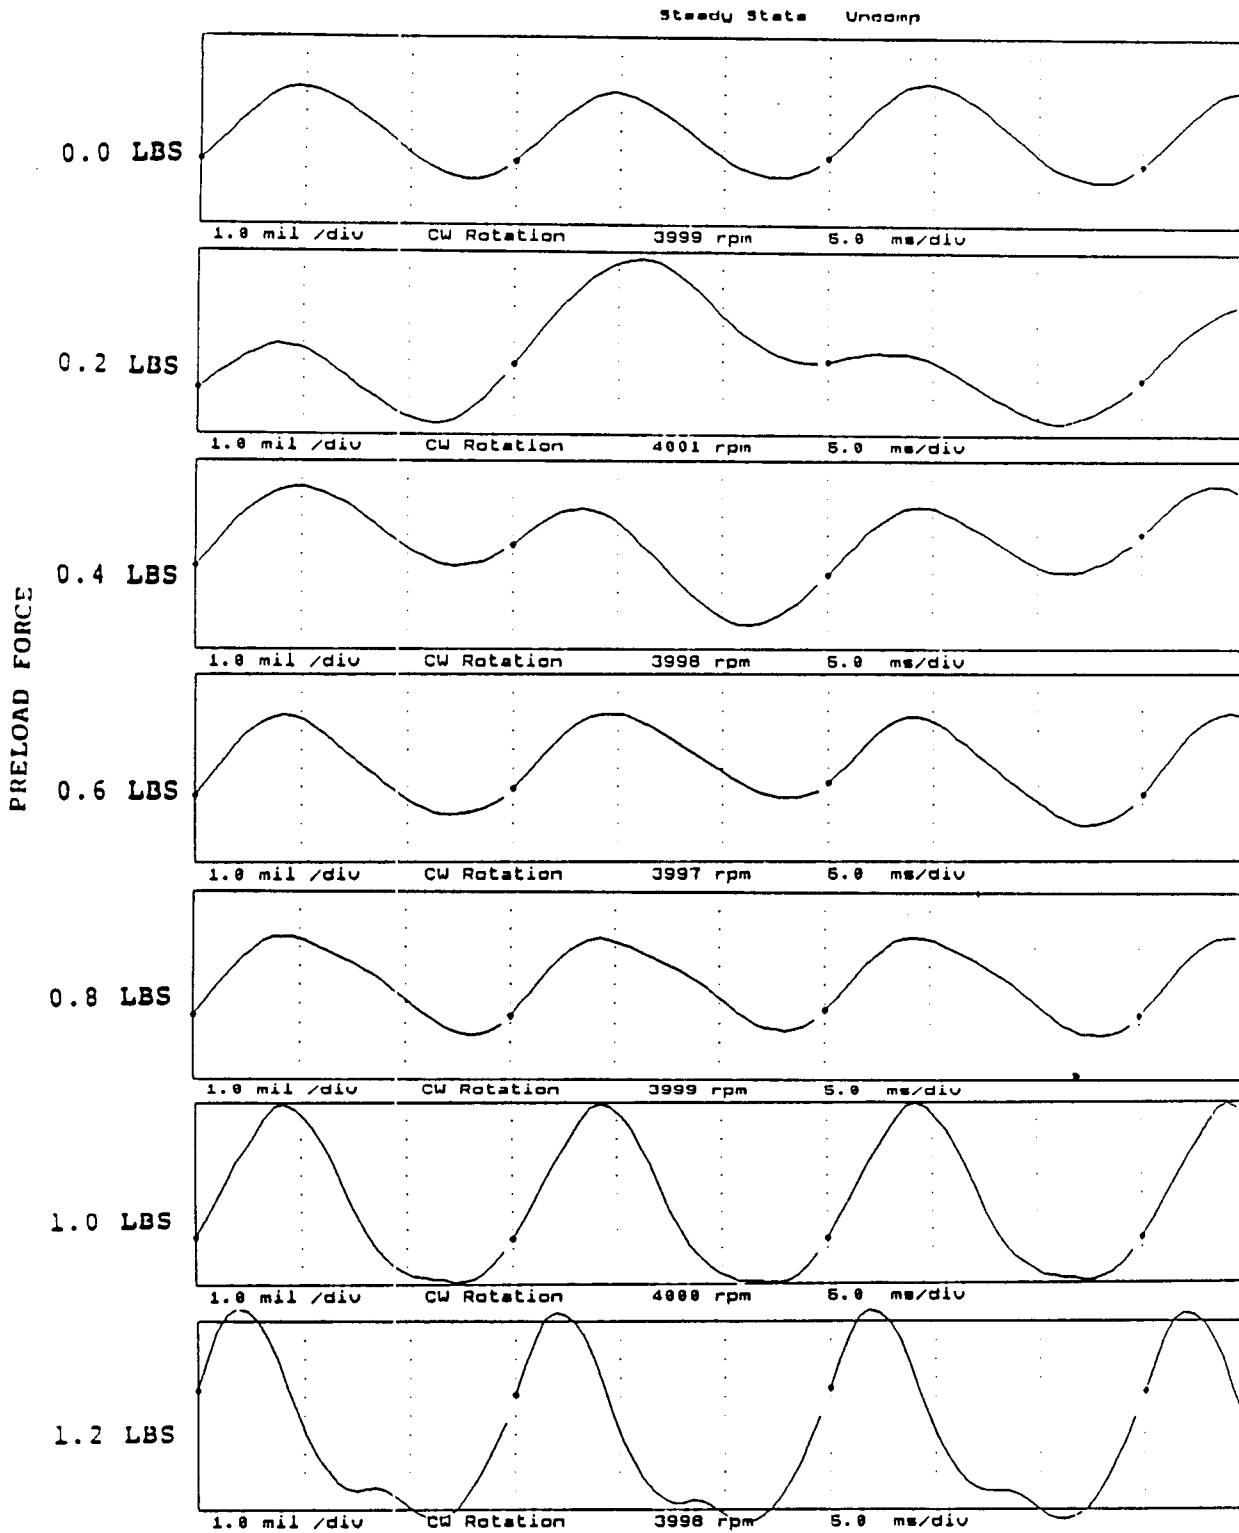 Steady State Uncomp
0.0 LBS
1.0 mil /div CW Rotation 3999 rpm 5.0 ms/div
0.2 LBS
1.0 mil /div CW Rotation 4001 rpm 5.0 ms/div
0.4 LBS
1.0 mil /div CW Rotation 3998 rpm 5.0 ms/div
PRELOAD FORCE
0.6 LBS
1.0 mil /div CW Rotation 3997 rpm 5.0 ms/div
0.8 LBS
1.0 mil /div CW Rotation 3999 rpm 5.0 ms/div
1.0 LBS
1.0 mil /div CW Rotation 4000 rpm 5.0 ms/div
1.2 LBS
1.0 mil /div CW Rotation 3998 rpm 5.0 ms/div